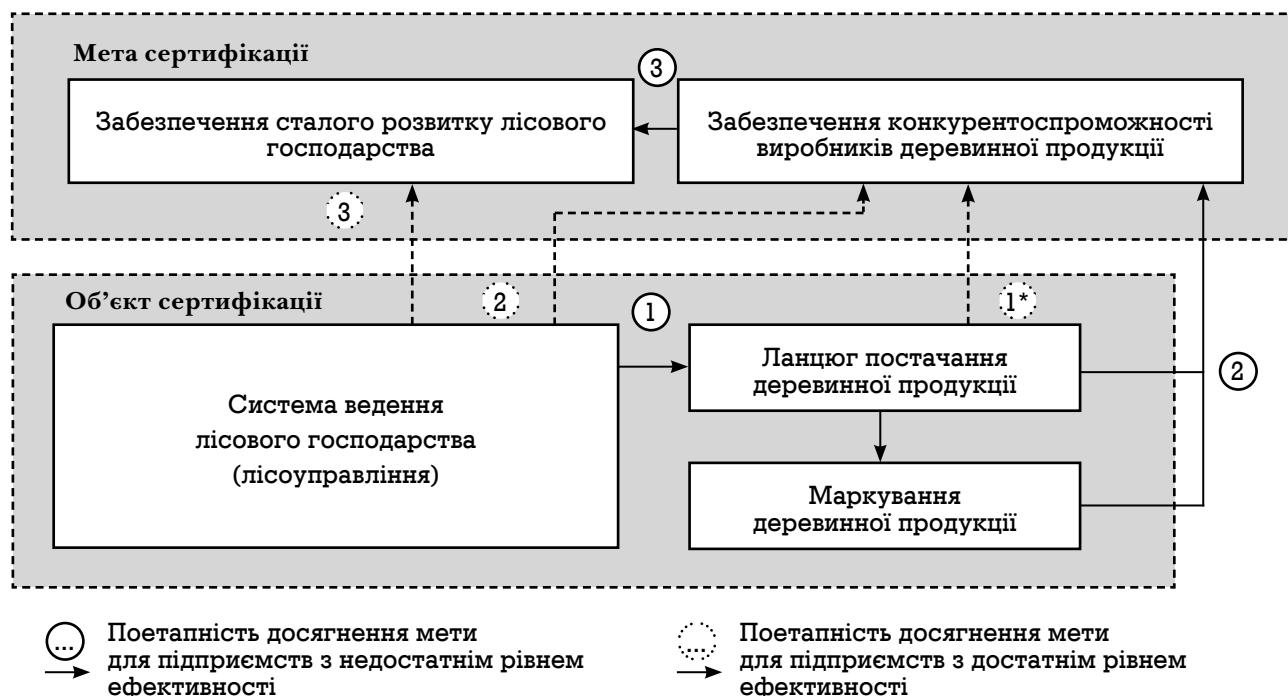 Мета сертифікації
3
Забезпечення сталого розвитку лісового
господарства
Забезпечення конкурентоспроможності
виробників деревинної продукції
3
Об’єкт сертифікації
2
1
1*
Система ведення
лісового господарства
(лісоуправління)
Ланцюг постачання
деревинної продукції
2
Маркування
деревинної продукції
...
Поетапність досягнення мети
для підприємств з недостатнім рівнем
ефективності
...
Поетапність досягнення мети
для підприємств з достатнім рівнем
ефективності